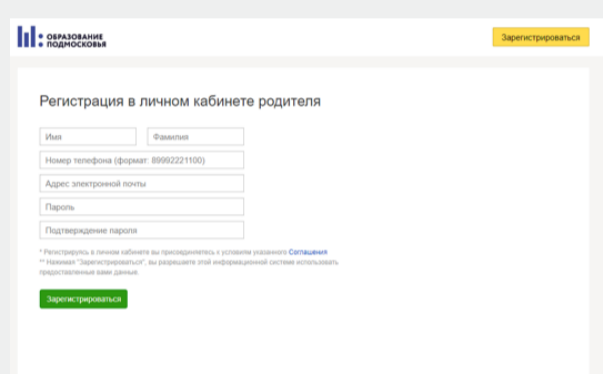 ОБРАЗОВАНИЕ
ПОДМОСКОВЬЯ
Зарегистрироваться
Регистрация в личном кабинете родителя
Имя
Фамилия
Номер телефона (формат: 89992221100)
Адрес электронной почты
Пароль
Подтверждение пароля
* Регистрируясь в личном кабинете вы присоединяетесь к условиям указанного Соглашения
** Нажимая "Зарегистрироваться", вы разрешаете этой информационной системе использовать
предоставленные вами данные.
Зарегистрироваться